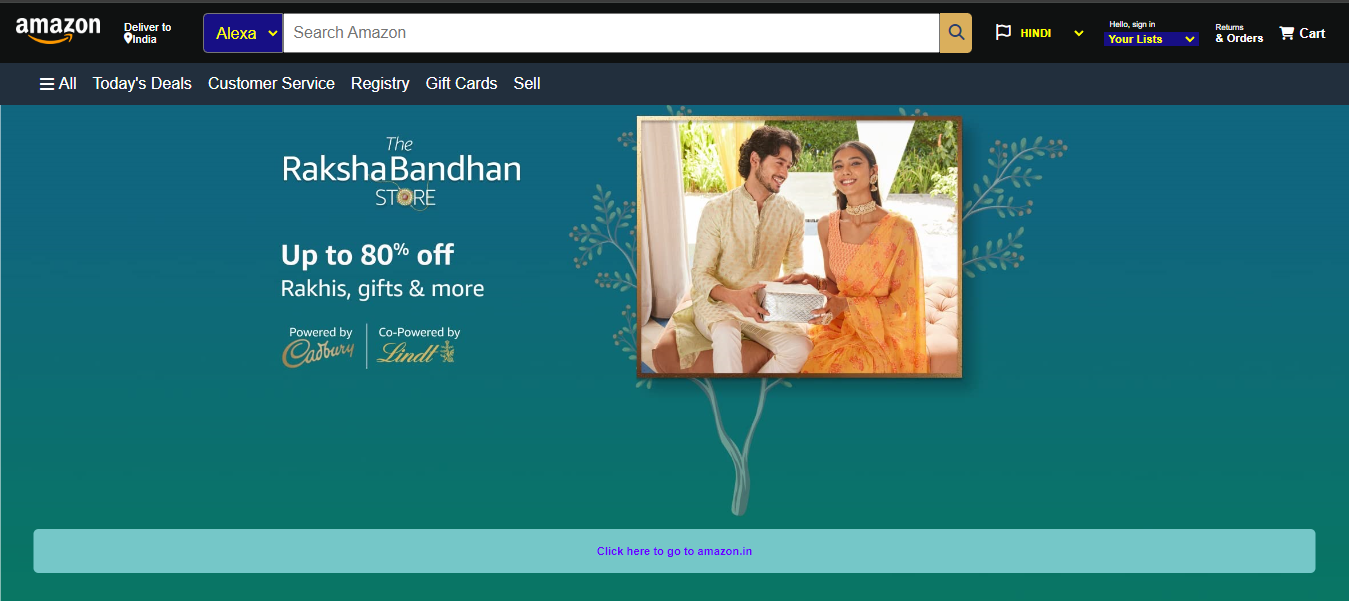 amazon
Deliver to
India
Alexa
Search Amazon
HINDI
Hello, sign in
Your Lists
Returns
& Orders
Cart
All
Today's Deals
Customer Service
Registry
Gift Cards
Sell
The
RakshaBandhan
STORE
Up to 80% off
Rakhis, gifts & more
Powered by
Cadbury
Co-Powered by
Lindt
Click here to go to amazon.in